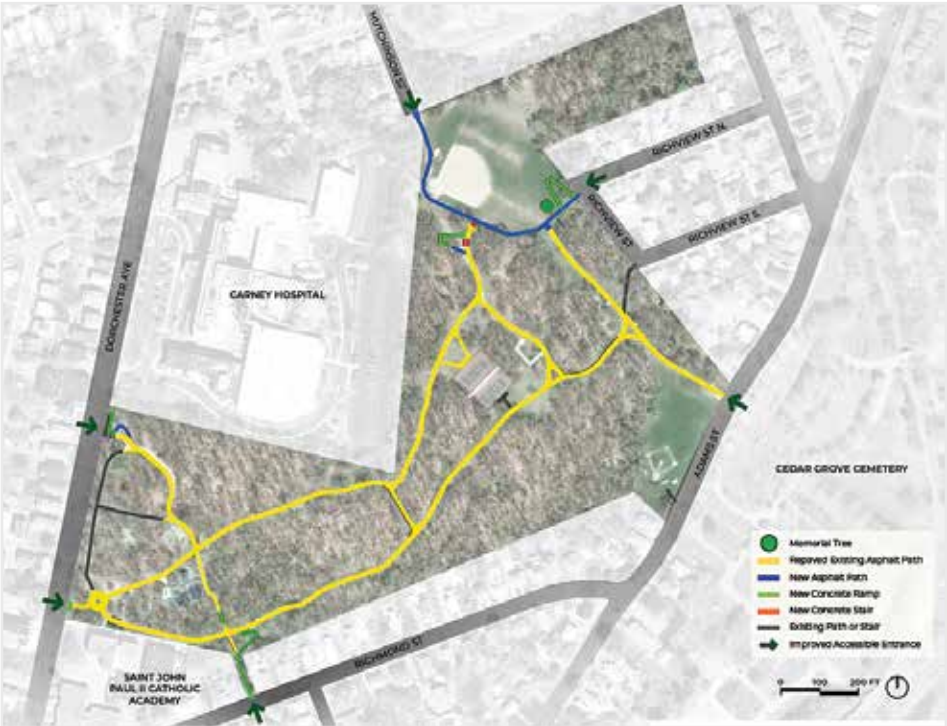 HUTCHINSON ST
RICHVIEW ST N.
RICHVIEW ST
RICHVIEW ST S.
DORCHESTER AVE
CARNEY HOSPITAL
ADAMS ST
CEDAR GROVE CEMETERY
Memorial Tree
Repaved Existing Asphalt Path
New Asphalt Path
New Concrete Ramp
New Concrete Stair
Existing Path or Stair
Improved Accessible Entrance
0 100 200 FT
RICHMOND ST
SAINT JOHN
PAUL II CATHOLIC
ACADEMY